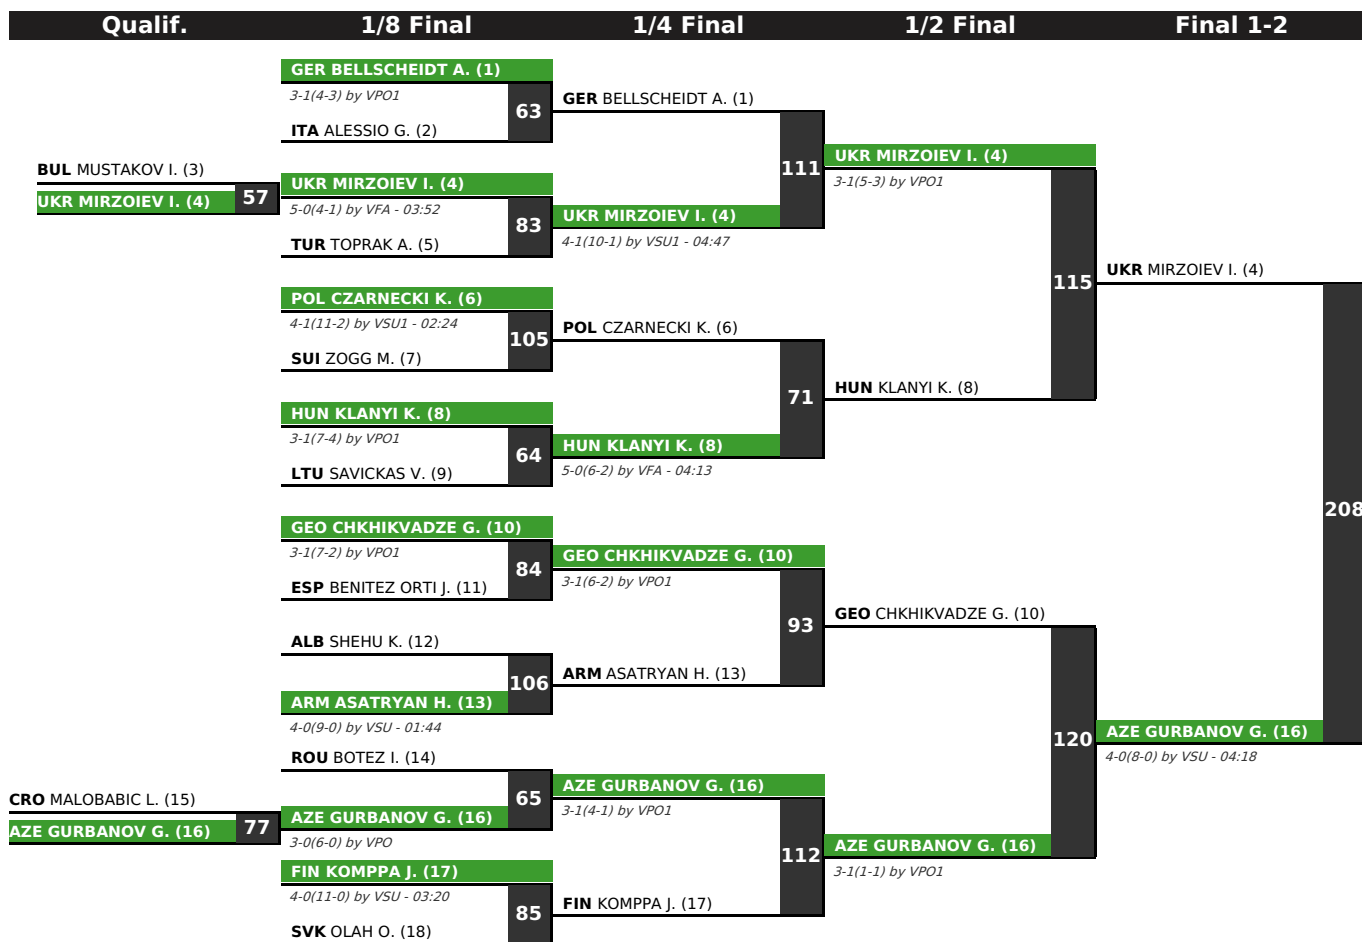 Qualif. 1/8 Final 1/4 Final 1/2 Final Final 1-2
GER BELLSCHEIDT A. (1)
3-1(4-3) by VPO1
GER BELLSCHEIDT A. (1)
63
ITA ALESSIO G. (2)
UKR MIRZOIEV I. (4)
111
BUL MUSTAKOV I. (3)
3-1(5-3) by VPO1
UKR MIRZOIEV I. (4)
UKR MIRZOIEV I. (4) 57
5-0(4-1) by VFA - 03:52
UKR MIRZOIEV I. (4)
83
TUR TOPRAK A. (5)
4-1(10-1) by VSU1 - 04:47
UKR MIRZOIEV I. (4)
115
POL CZARNECKI K. (6)
4-1(11-2) by VSU1 - 02:24
POL CZARNECKI K. (6)
105
SUI ZOGG M. (7)
HUN KLANYI K. (8)
71
HUN KLANYI K. (8)
3-1(7-4) by VPO1
HUN KLANYI K. (8)
64
LTU SAVICKAS V. (9)
5-0(6-2) by VFA - 04:13
208
GEO CHKHIKVADZE G. (10)
3-1(7-2) by VPO1
GEO CHKHIKVADZE G. (10)
84
3-1(6-2) by VPO1
ESP BENITEZ ORTI J. (11)
GEO CHKHIKVADZE G. (10)
93
ALB SHEHU K. (12)
ARM ASATRYAN H. (13)
106
ARM ASATRYAN H. (13)
4-0(9-0) by VSU - 01:44
AZE GURBANOV G. (16)
120
4-0(8-0) by VSU - 04:18
ROU BOTEZ I. (14)
AZE GURBANOV G. (16)
CRO MALOBABIC L. (15)
65
3-1(4-1) by VPO1
AZE GURBANOV G. (16)
AZE GURBANOV G. (16) 77
3-0(6-0) by VPO
AZE GURBANOV G. (16)
112
3-1(1-1) by VPO1
FIN KOMPPA J. (17)
4-0(11-0) by VSU - 03:20
FIN KOMPPA J. (17)
85
SVK OLAH O. (18)